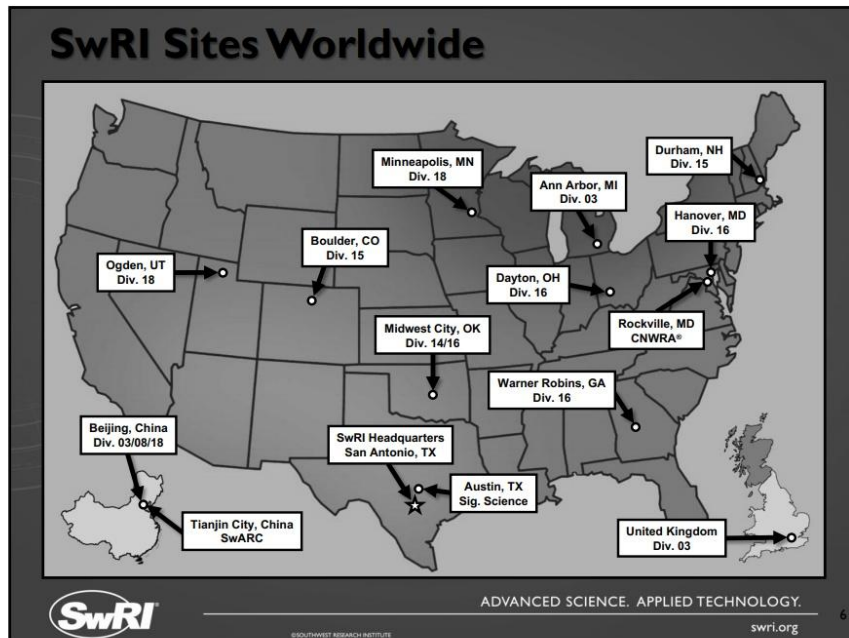 SwRI Sites Worldwide
Durham, NH
Div. 15
Minneapolis, MN
Div. 18
Ann Arbor, MI
Div. 03
Hanover, MD
Div. 16
Boulder, CO
Div. 15
Ogden, UT
Div. 18
Dayton, OH
Div. 16
Rockville, MD
CNWRA®
Midwest City, OK
Div. 14/16
Warner Robins, GA
Div. 16
Beijing, China
Div. 03/08/18
SwRI Headquarters
San Antonio, TX
Austin, TX
Sig. Science
Tianjin City, China
SwARC
United Kingdom
Div. 03
SwRI
ADVANCED SCIENCE. APPLIED TECHNOLOGY.
©SOUTHWEST RESEARCH INSTITUTE
swri.org
6